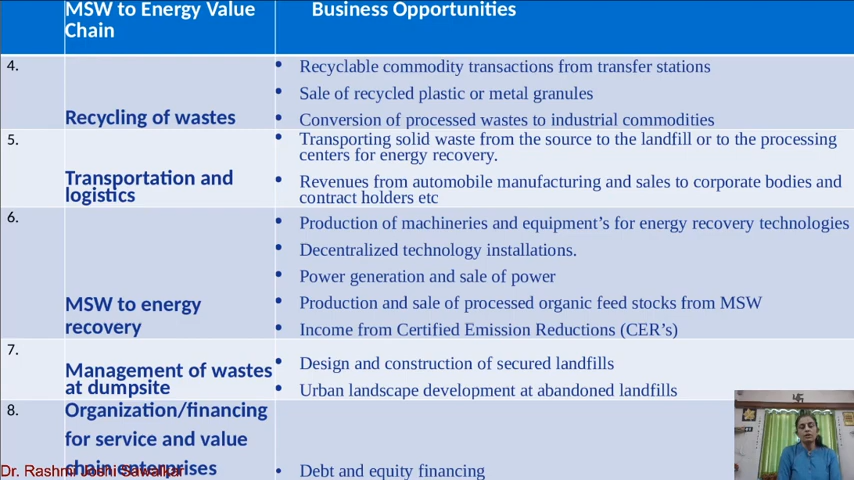 MSW to Energy Value
Chain
Business Opportunities
4.
Recycling of wastes
• Recyclable commodity transactions from transfer stations
• Sale of recycled plastic or metal granules
• Conversion of processed wastes to industrial commodities
5.
Transportation and
logistics
• Transporting solid waste from the source to the landfill or to the processing
centers for energy recovery.
• Revenues from automobile manufacturing and sales to corporate bodies and
contract holders etc
6.
MSW to energy
recovery
• Production of machineries and equipment’s for energy recovery technologies
• Decentralized technology installations.
• Power generation and sale of power
• Production and sale of processed organic feed stocks from MSW
• Income from Certified Emission Reductions (CER’s)
7.
Management of wastes
at dumpsite
• Design and construction of secured landfills
• Urban landscape development at abandoned landfills
8.
Organization/financing
for service and value
chain enterprises
• Debt and equity financing
Dr. Rashmi Joshi Sawalkar